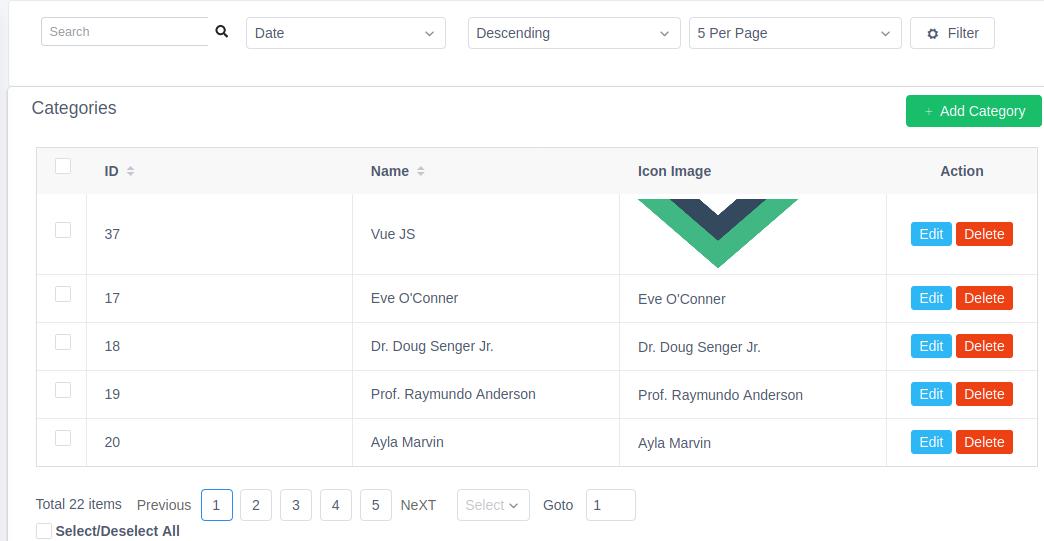 Search Date Descending 5 Per Page Filter
Categories
+ Add Category
ID Name Icon Image Action
37 Vue JS Edit Delete
17 Eve O'Conner Eve O'Conner Edit Delete
18 Dr. Doug Senger Jr. Dr. Doug Senger Jr. Edit Delete
19 Prof. Raymundo Anderson Prof. Raymundo Anderson Edit Delete
20 Ayla Marvin Ayla Marvin Edit Delete
Total 22 items Previous 1 2 3 4 5 NeXT Select Goto 1
Select/Deselect All